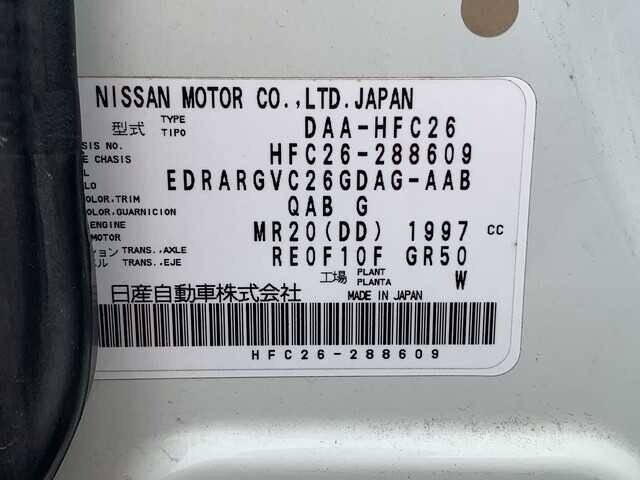 NISSAN MOTOR CO.,LTD.JAPAN
型式 TYPE TIPO DAA-HFC26
SIS NO. CHASIS HFC26-288609
EDRARGVC26GDAG-AAB
OLOR,TRIM OLOR,GUARNICION QAB G
ENGINE MOTOR MR20(DD) 1997 CC
TRANS.,AXLE TRANS.,EJE RE0F10F GR50
工場 PLANT PLANTA W
日産自動車株式会社 MADE IN JAPAN
HFC26-288609